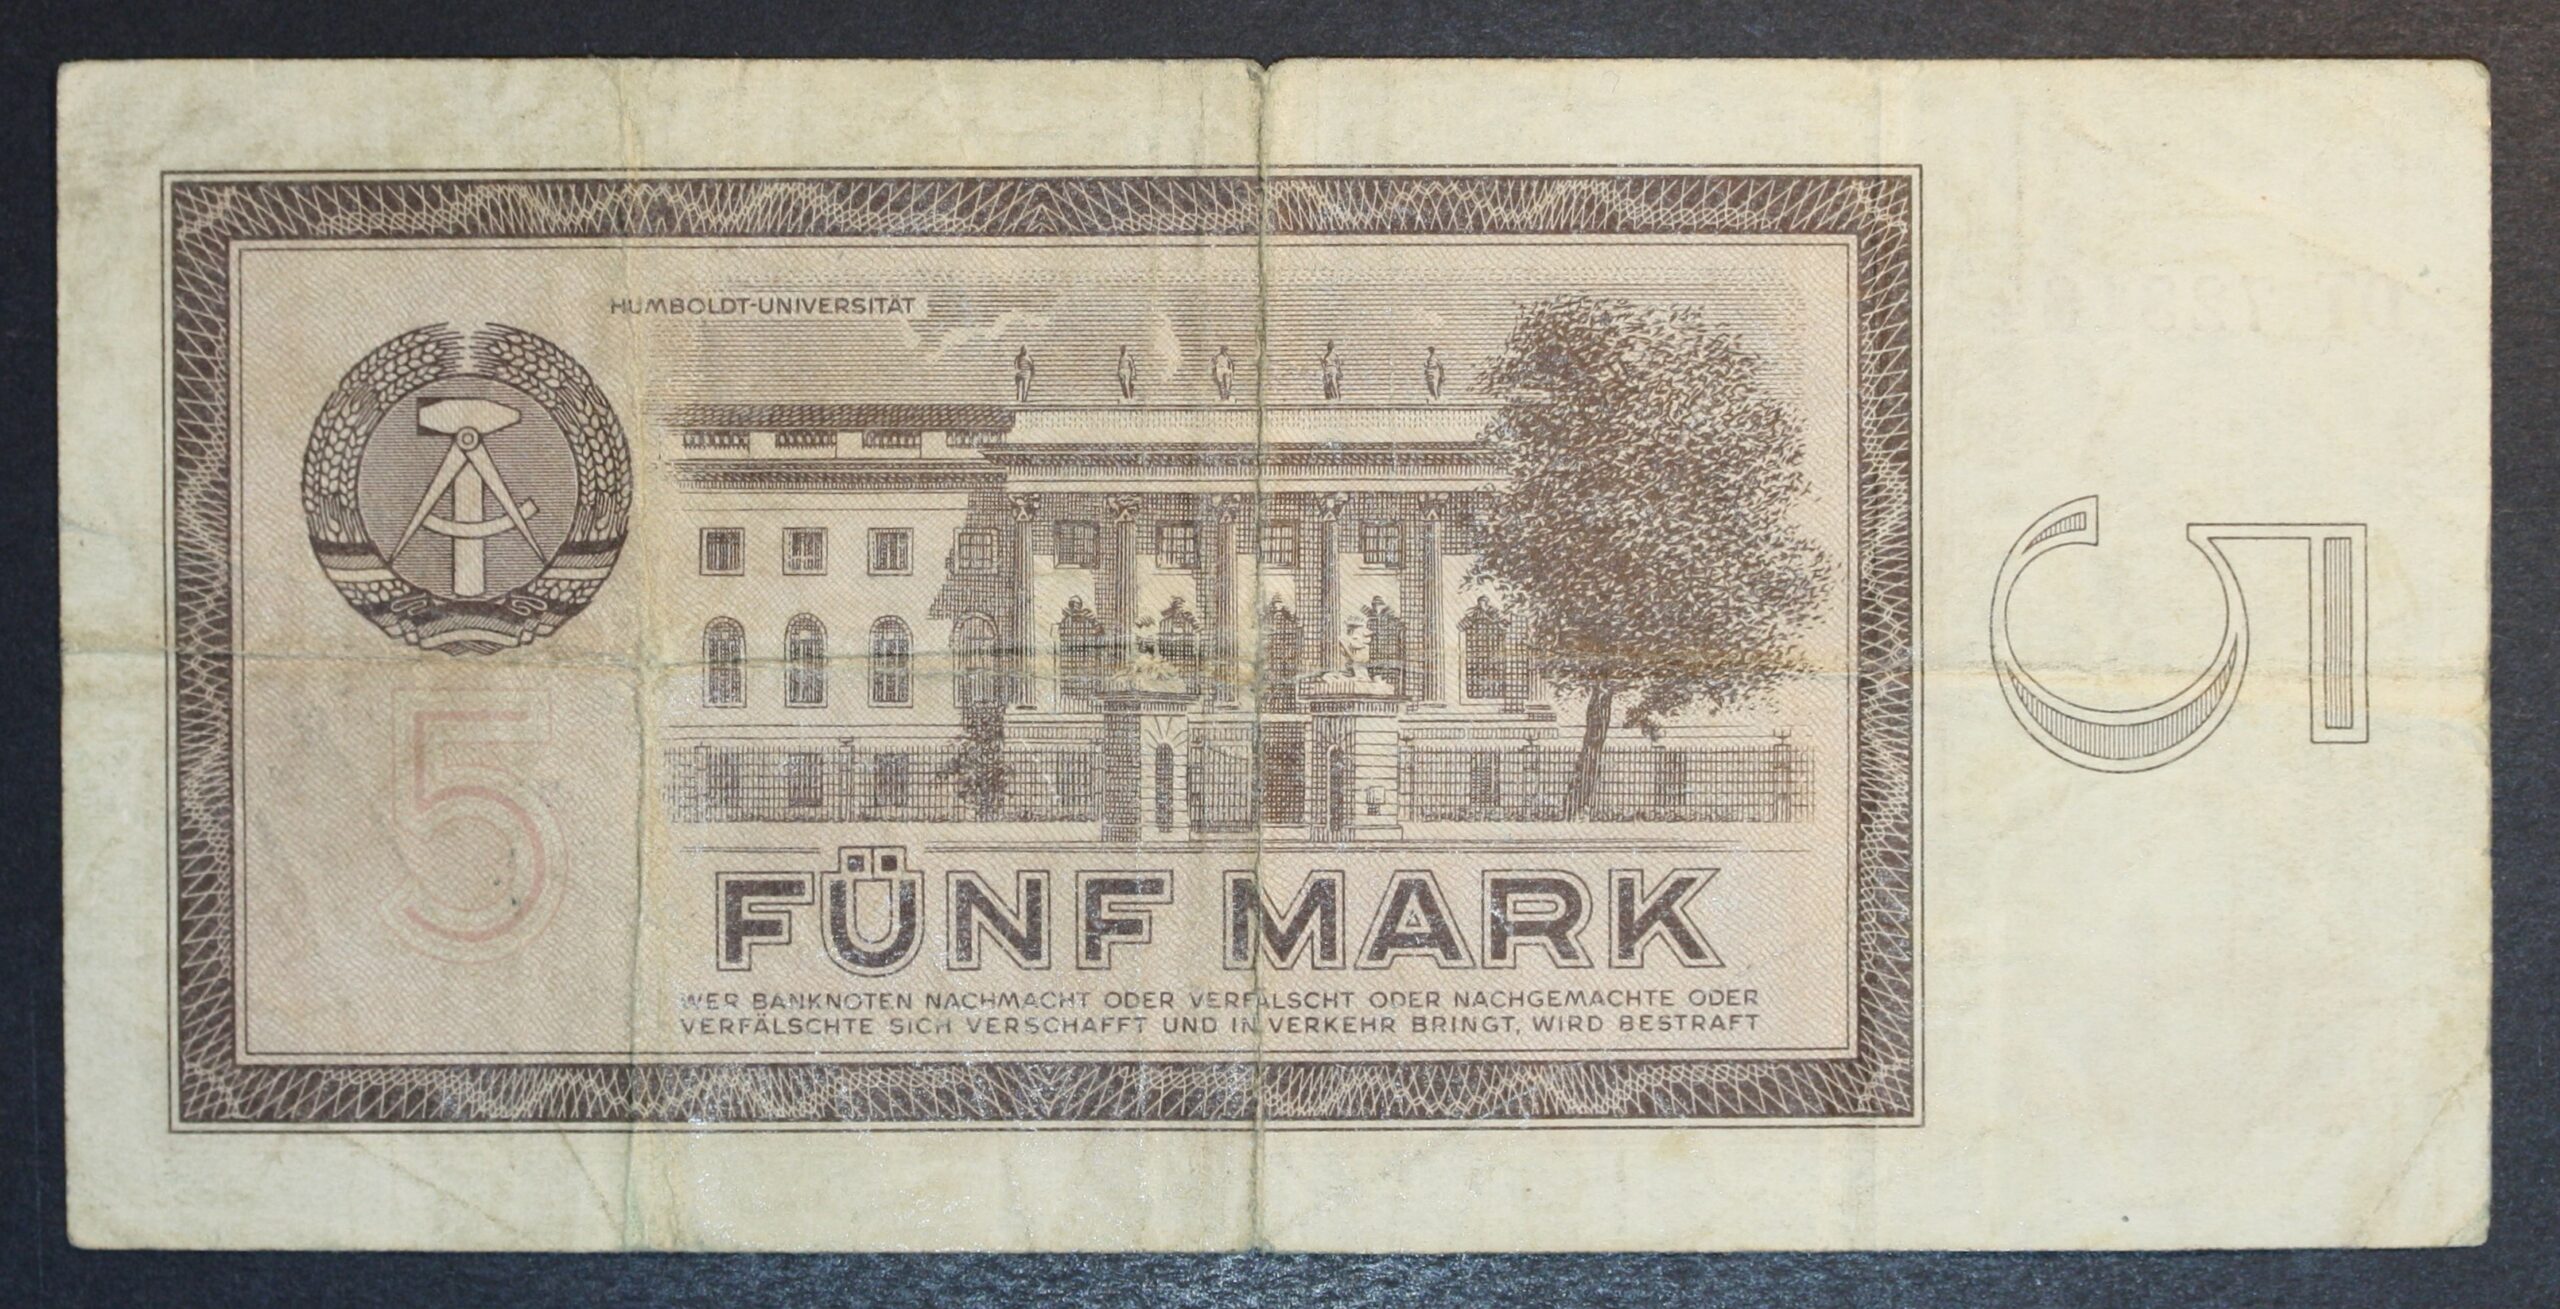 HUMBOLDT-UNIVERSITÄT
5
5
FÜNF MARK
WER BANKNOTEN NACHMACHT ODER VERFÄLSCHT ODER NACHGEMACHTE ODER
VERFÄLSCHTE SICH VERSCHAFFT UND IN VERKEHR BRINGT, WIRD BESTRAFT